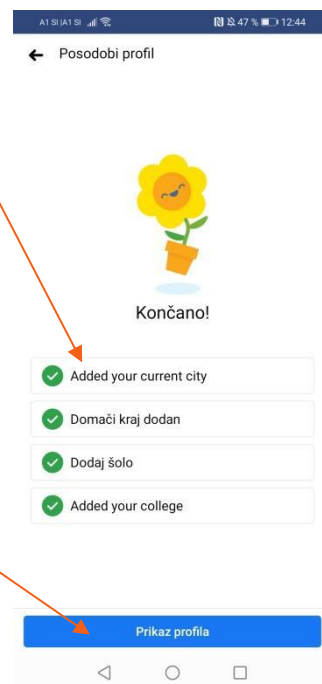 A1 SI|A1 SI 47 % 12:44
Posodobi profil
Končano!
Added your current city
Domači kraj dodan
Dodaj šolo
Added your college
Prikaz profila